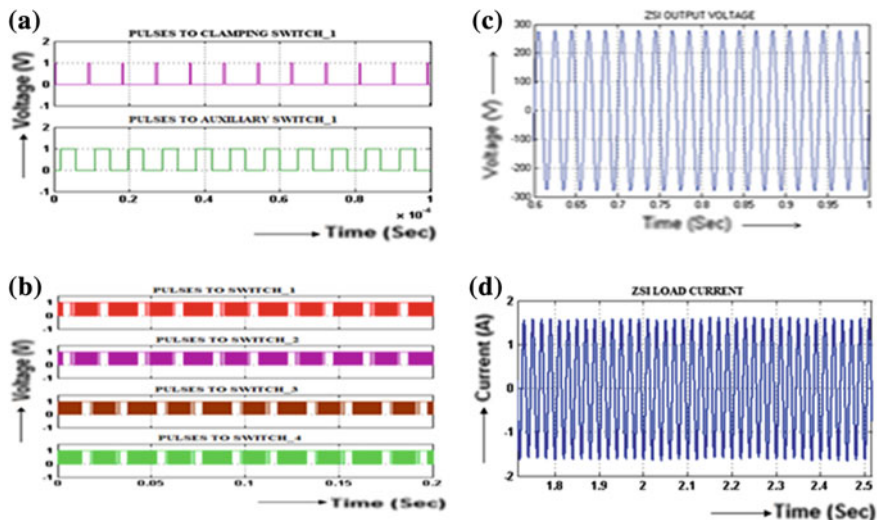 (a)
PULSES TO CLAMPING SWITCH_1
2
1
0
-1
PULSES TO AUXILIARY SWITCH_1
2
1
0
-1
0 0.2 0.4 0.6 0.8 1
× 10⁻⁴
Voltage (V)
Time (Sec)
(c)
ZSI OUTPUT VOLTAGE
300
200
100
0
-100
-200
-300
0.6 0.65 0.7 0.75 0.8 0.85 0.9 0.95 1
Voltage (V)
Time (Sec)
(b)
PULSES TO SWITCH_1
1
0
-1
PULSES TO SWITCH_2
1
0
-1
PULSES TO SWITCH_3
1
0
-1
PULSES TO SWITCH_4
1
0
-1
0 0.05 0.1 0.15 0.2
Voltage (V)
Time (Sec)
(d)
ZSI LOAD CURRENT
2
1
0
-1
-2
1.8 1.9 2 2.1 2.2 2.3 2.4 2.5
Current (A)
Time (Sec)